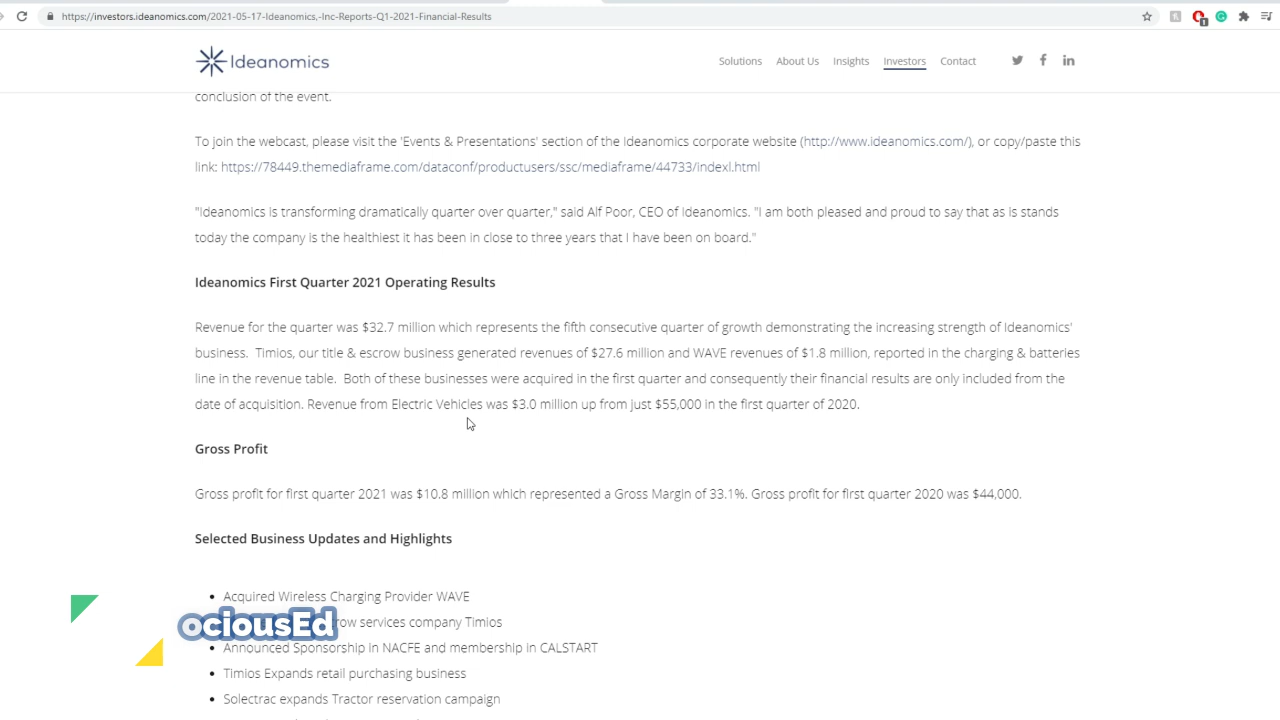 https://investors.ideanomics.com/2021-05-17-Ideanomics,-Inc-Reports-Q1-2021-Financial-Results
Ideanomics
Solutions About Us Insights Investors Contact
conclusion of the event.
To join the webcast, please visit the 'Events & Presentations' section of the Ideanomics corporate website (http://www.ideanomics.com/), or copy/paste this
link: https://78449.themediaframe.com/dataconf/productusers/ssc/mediaframe/44733/indexl.html
"Ideanomics is transforming dramatically quarter over quarter," said Alf Poor, CEO of Ideanomics. "I am both pleased and proud to say that as is stands
today the company is the healthiest it has been in close to three years that I have been on board."
Ideanomics First Quarter 2021 Operating Results
Revenue for the quarter was $32.7 million which represents the fifth consecutive quarter of growth demonstrating the increasing strength of Ideanomics'
business. Timios, our title & escrow business generated revenues of $27.6 million and WAVE revenues of $1.8 million, reported in the charging & batteries
line in the revenue table. Both of these businesses were acquired in the first quarter and consequently their financial results are only included from the
date of acquisition. Revenue from Electric Vehicles was $3.0 million up from just $55,000 in the first quarter of 2020.
Gross Profit
Gross profit for first quarter 2021 was $10.8 million which represented a Gross Margin of 33.1%. Gross profit for first quarter 2020 was $44,000.
Selected Business Updates and Highlights
• Acquired Wireless Charging Provider WAVE
ociousEd
row services company Timios
• Announced Sponsorship in NACFE and membership in CALSTART
• Timios Expands retail purchasing business
• Solectrac expands Tractor reservation campaign